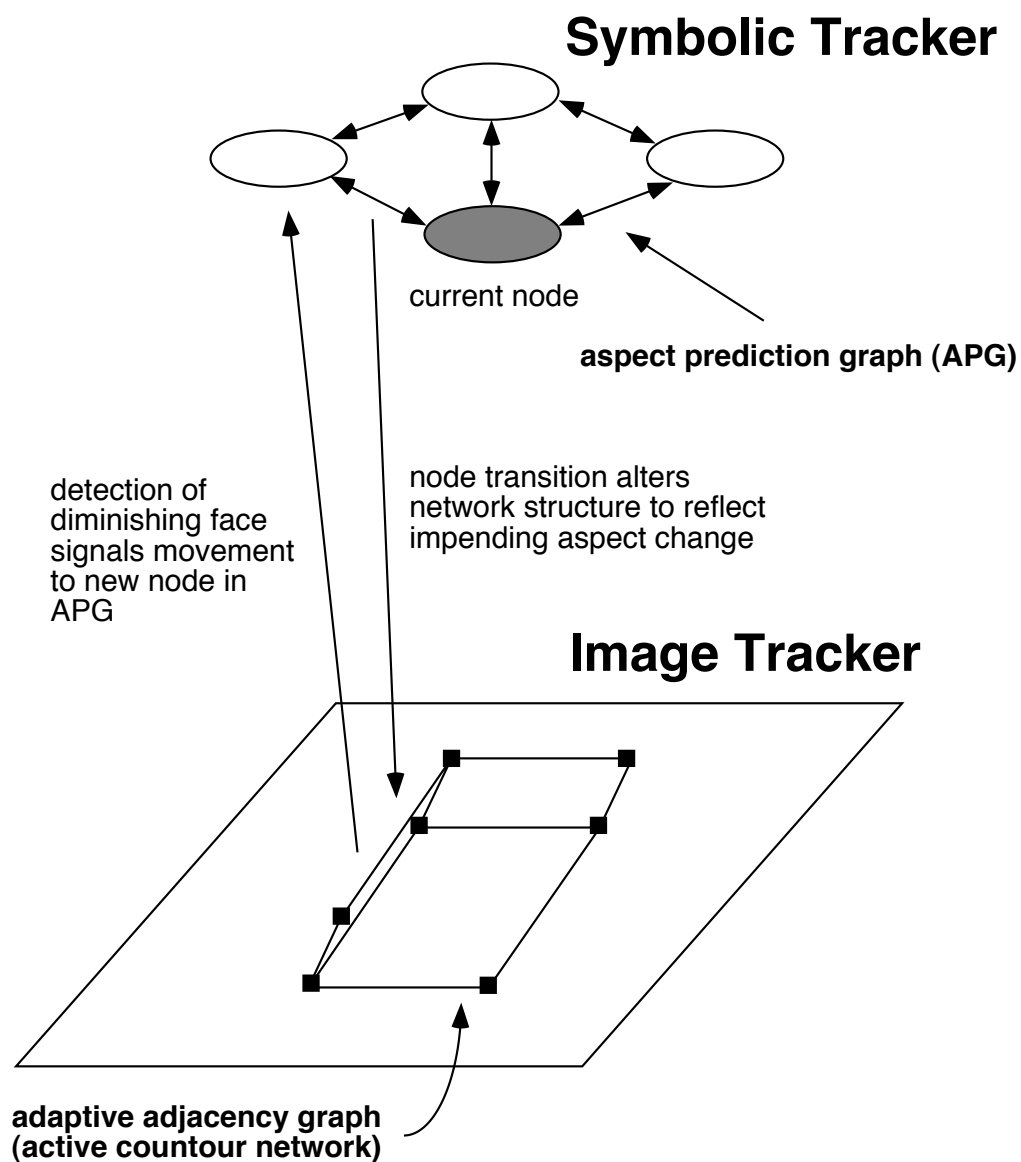 Symbolic Tracker
current node
aspect prediction graph (APG)
detection of
diminishing face
signals movement
to new node in
APG
node transition alters
network structure to reflect
impending aspect change
Image Tracker
adaptive adjacency graph
(active countour network)